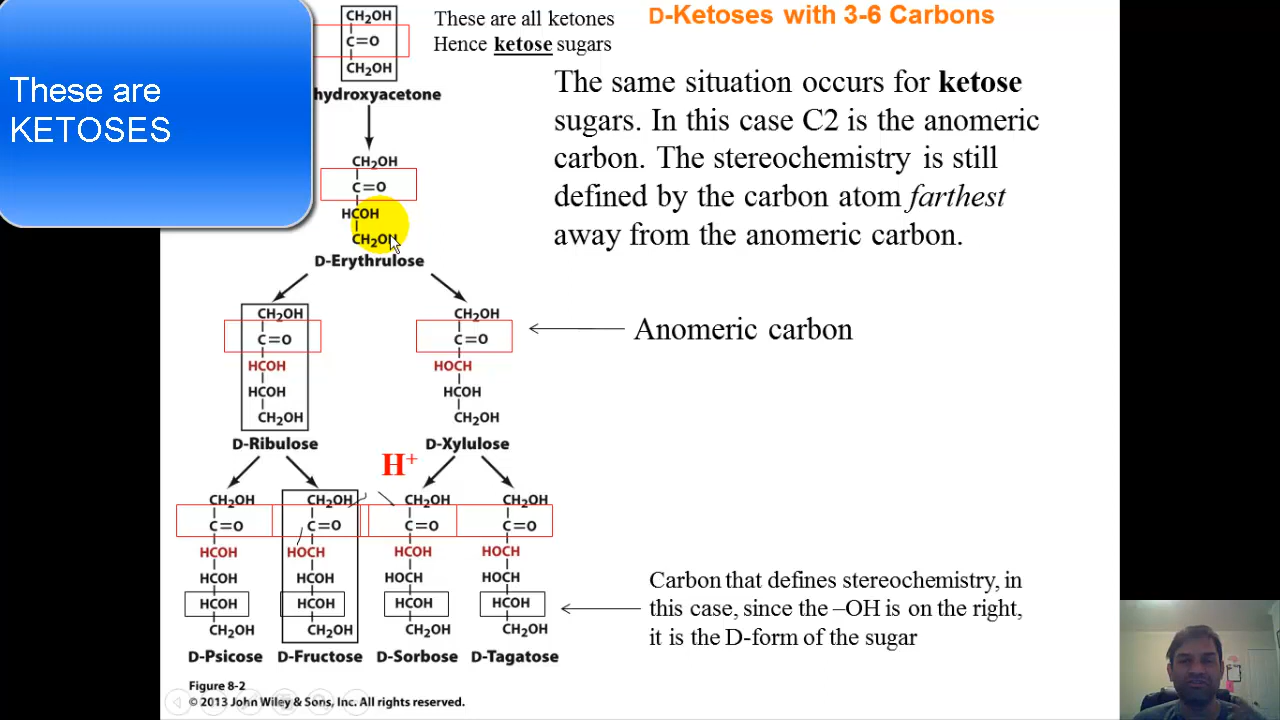 These are
KETOSES
These are all ketones
Hence ketose sugars
D-Ketoses with 3-6 Carbons
The same situation occurs for ketose
sugars. In this case C2 is the anomeric
carbon. The stereochemistry is still
defined by the carbon atom farthest
away from the anomeric carbon.
CH₂OH
C=O
CH₂OH
hydroxyacetone
CH₂OH
C=O
HCOH
CH₂OH
D-Erythrulose
CH₂OH CH₂OH
C=O C=O
HCOH HOCH
HCOH HCOH
CH₂OH CH₂OH
D-Ribulose D-Xylulose
Anomeric carbon
H⁺
CH₂OH CH₂OH CH₂OH CH₂OH
C=O C=O C=O C=O
HCOH HOCH HCOH HOCH
HCOH HCOH HOCH HOCH
HCOH HCOH HCOH HCOH
CH₂OH CH₂OH CH₂OH CH₂OH
D-Psicose D-Fructose D-Sorbose D-Tagatose
Carbon that defines stereochemistry, in
this case, since the –OH is on the right,
it is the D-form of the sugar
Figure 8-2
© 2013 John Wiley & Sons, Inc. All rights reserved.